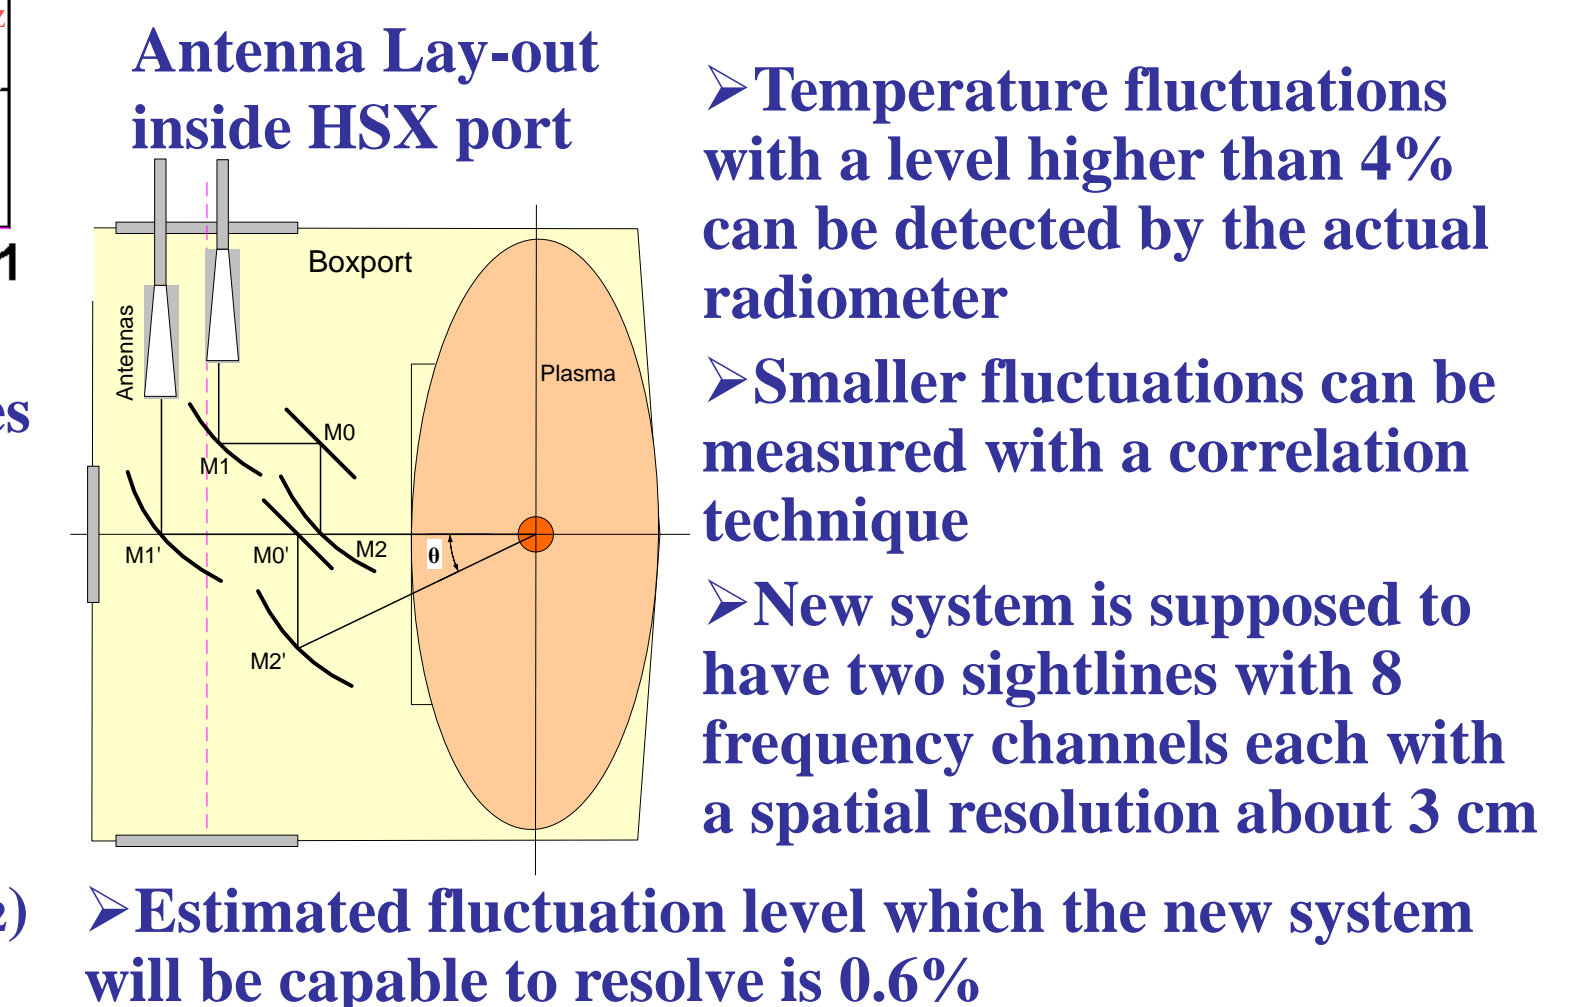 z
Antenna Lay-out
inside HSX port
1
es
2)
Boxport
Antennas
Plasma
M0
M1
M1'
M0'
M2
θ
M2'
➢Temperature fluctuations
with a level higher than 4%
can be detected by the actual
radiometer
➢Smaller fluctuations can be
measured with a correlation
technique
➢New system is supposed to
have two sightlines with 8
frequency channels each with
a spatial resolution about 3 cm
➢Estimated fluctuation level which the new system
will be capable to resolve is 0.6%